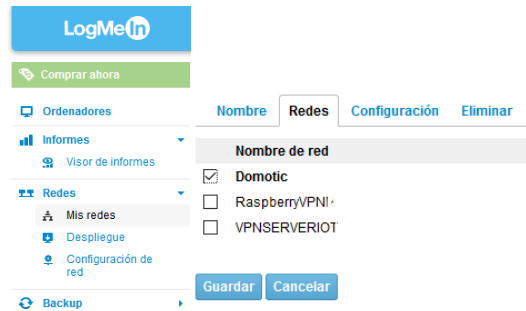 LogMeIn
Comprar ahora
Ordenadores
Informes
Visor de informes
Redes
Mis redes
Despliegue
Configuración de
red
Backup
Nombre Redes Configuración Eliminar
Nombre de red
Domotic
VPNSERVERIOT
Guardar Cancelar